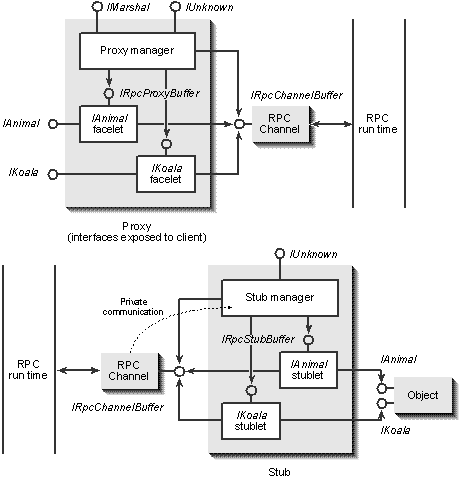 IMarshal
IUnknown
Proxy manager
IRpcProxyBuffer
IRpcChannelBuffer
IAnimal
IAnimal
facelet
RPC
Channel
RPC
run time
IKoala
IKoala
facelet
Proxy
(interfaces exposed to client)
IUnknown
Private
communication
Stub manager
IRpcStubBuffer
RPC
run time
RPC
Channel
IAnimal
stublet
IAnimal
Object
IRpcChannelBuffer
IKoala
stublet
IKoala
Stub